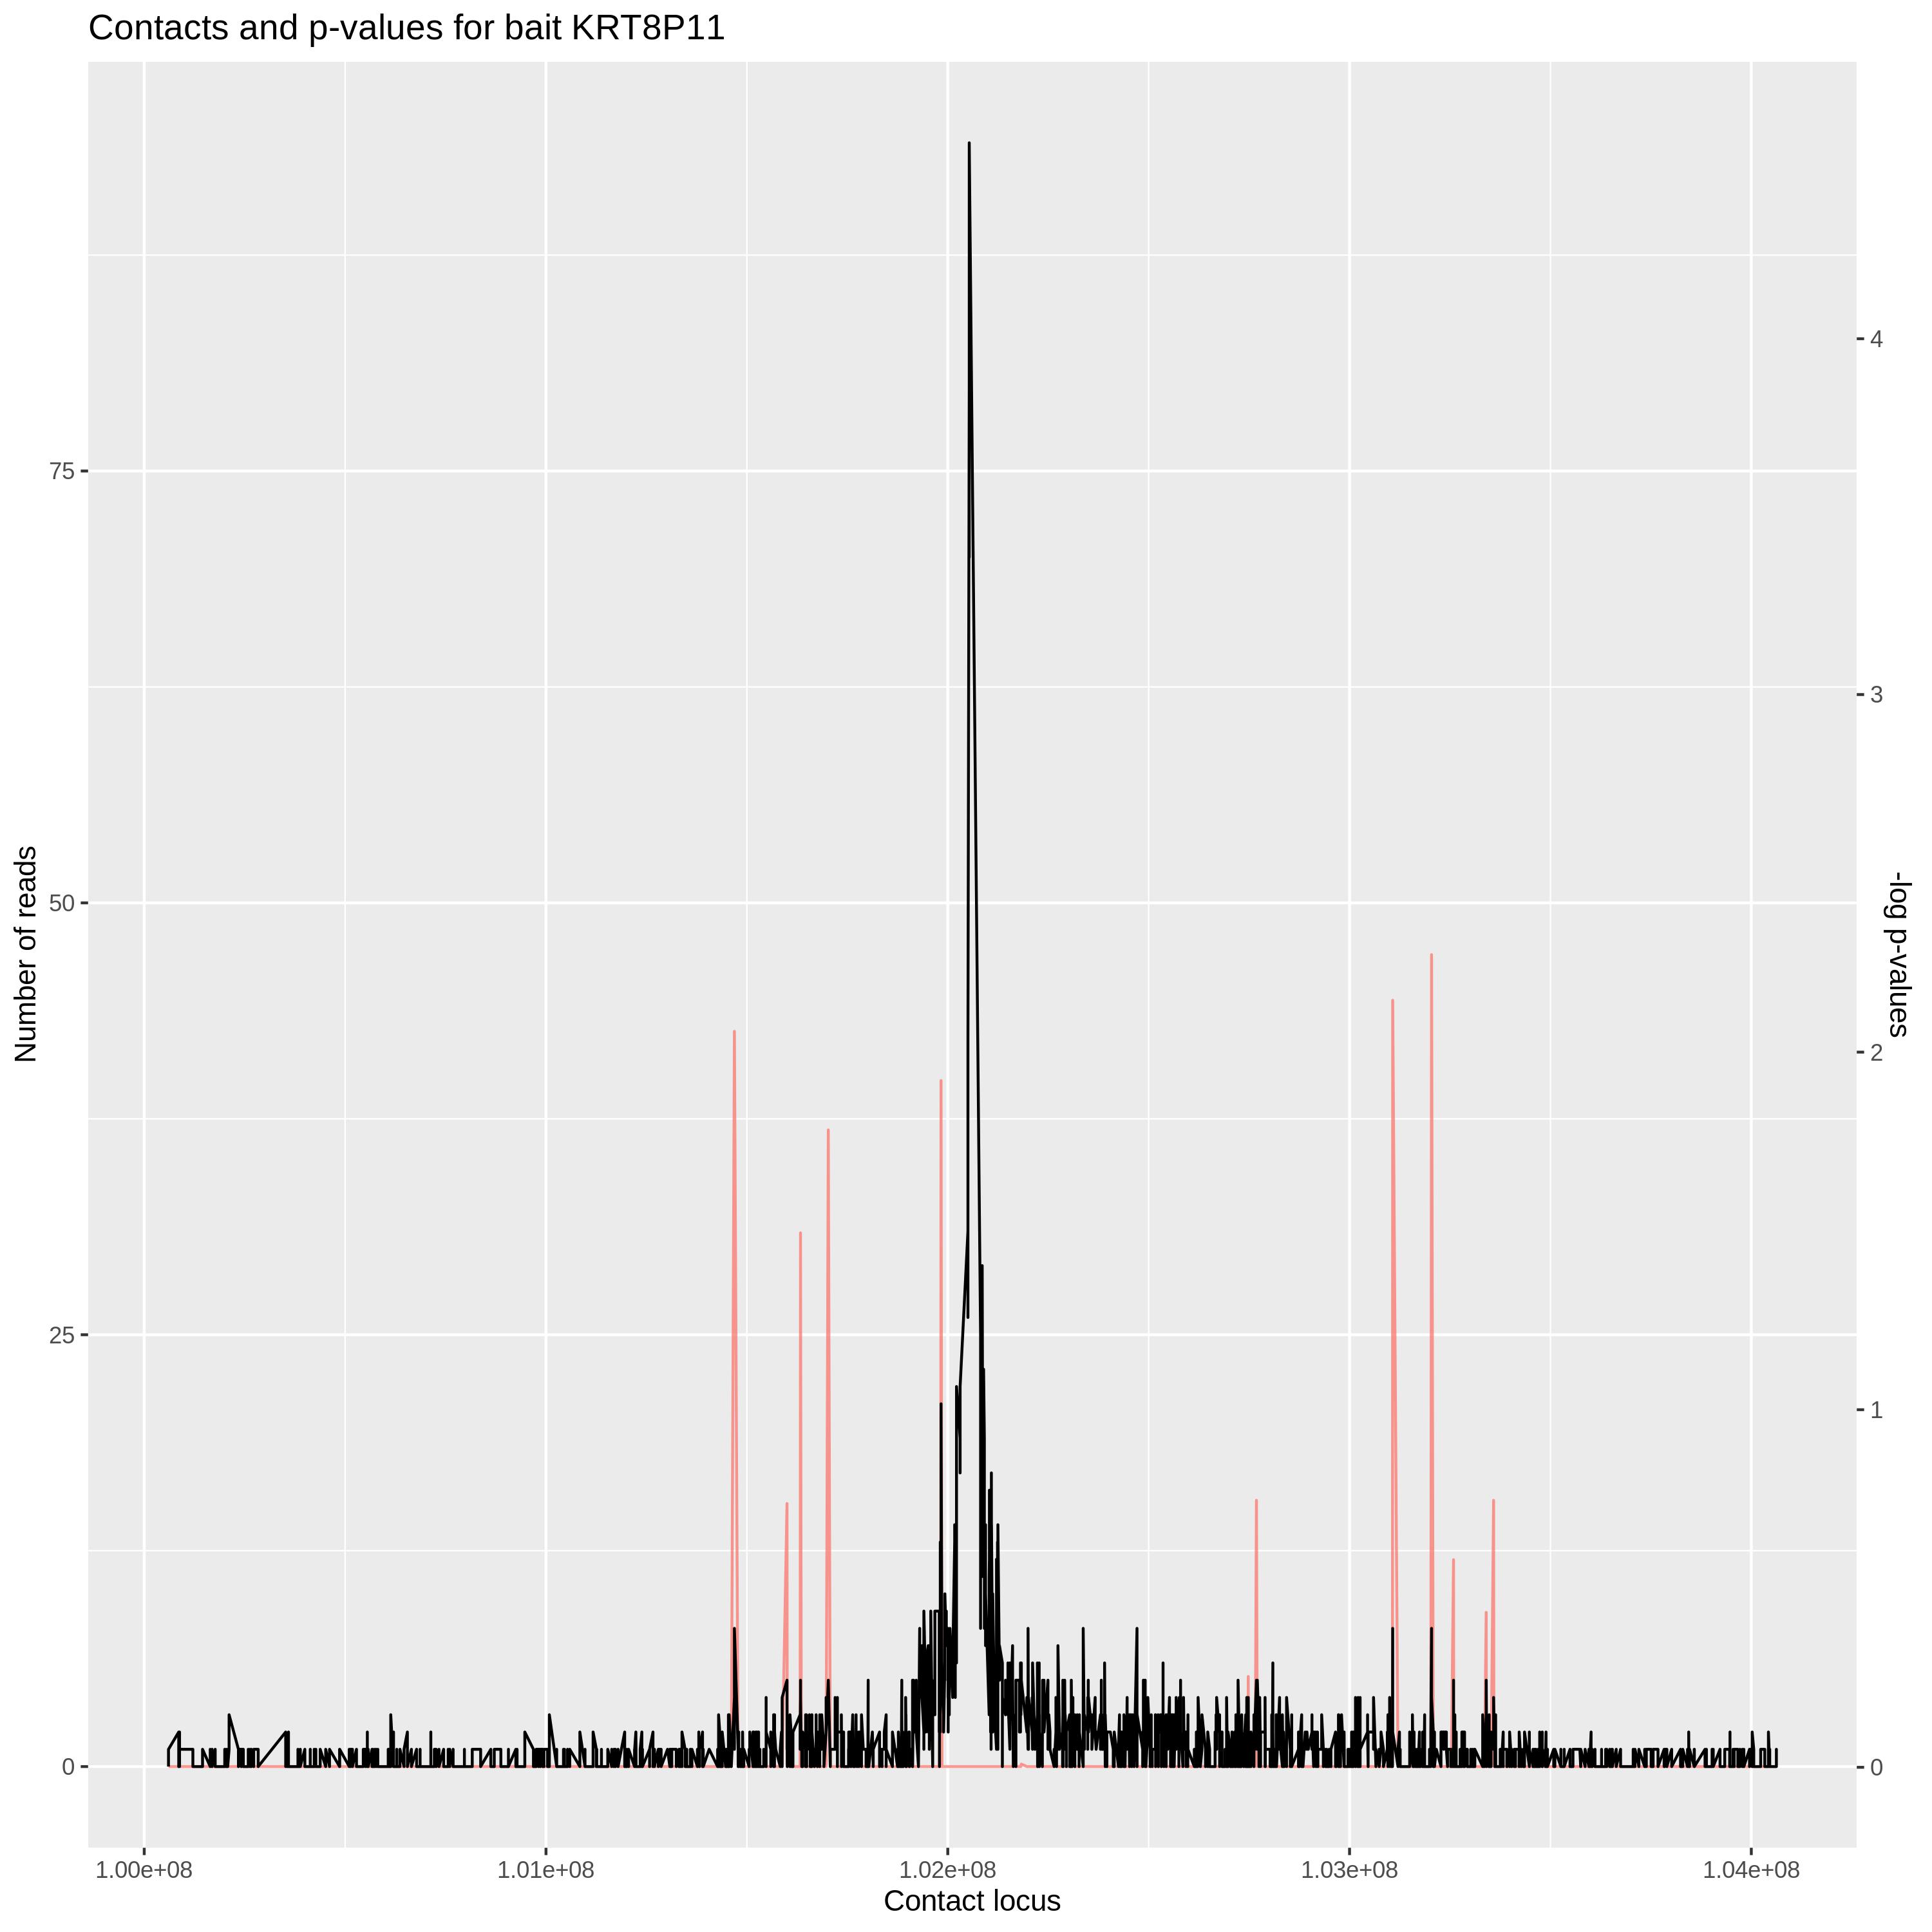 Contacts and p-values for bait KRT8P11
Number of reads
75
50
25
0
4
3
2
1
0
-log p-values
1.00e+08 1.01e+08 1.02e+08 1.03e+08 1.04e+08
Contact locus